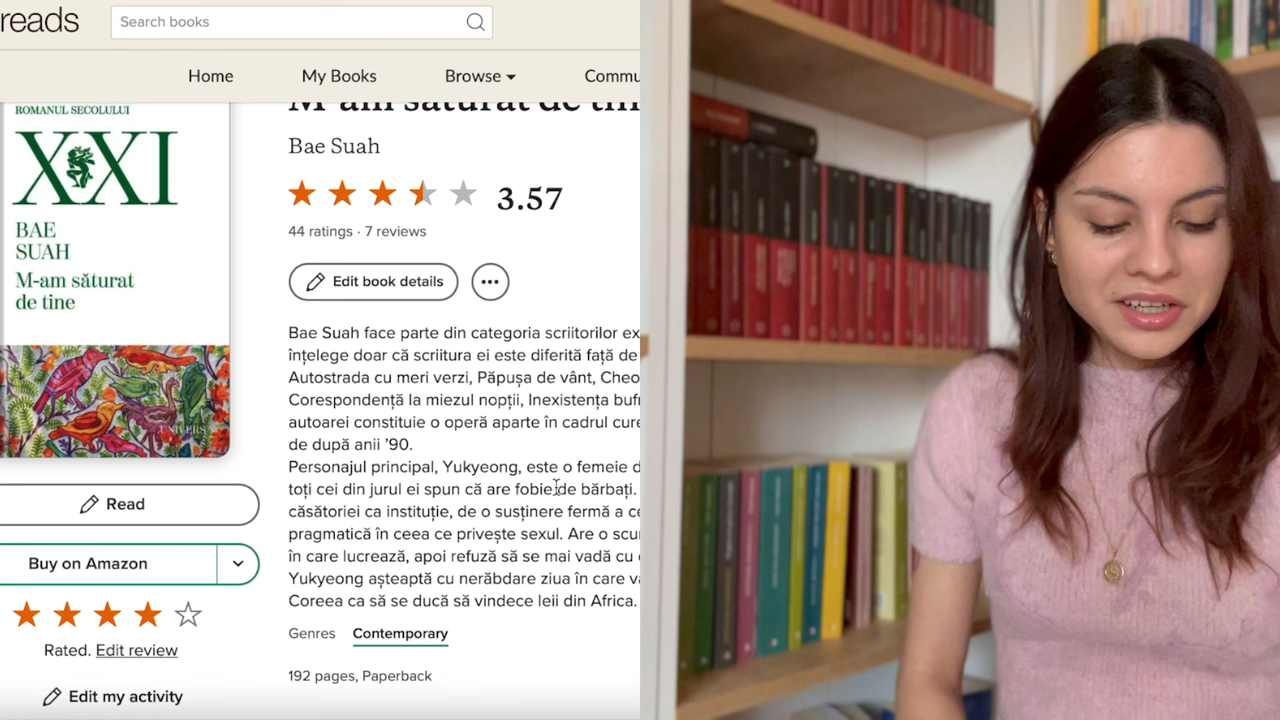 reads
Search books
Home
My Books
Browse
Commu
M-am săturat de tin
Bae Suah
3.57
44 ratings · 7 reviews
Edit book details
ROMANUL SECOLULUI
XXI
BAE
SUAH
M-am săturat
de tine
UNIVERS
Bae Suah face parte din categoria scriitorilor ex
înțelege doar că scriitura ei este diferită față de
Autostrada cu meri verzi, Păpușa de vânt, Cheo
Corespondență la miezul nopții, Inexistența bufn
autoarei constituie o operă aparte în cadrul cure
de după anii ’90.
Personajul principal, Yukyeong, este o femeie d
toți cei din jurul ei spun că are fobie de bărbați.
căsătoriei ca instituție, de o susținere fermă a ce
pragmatică în ceea ce privește sexul. Are o scur
în care lucrează, apoi refuză să se mai vadă cu
Yukyeong așteaptă cu nerăbdare ziua în care va
Coreea ca să se ducă să vindece leii din Africa.
Genres
Contemporary
192 pages, Paperback
Read
Buy on Amazon
Rated. Edit review
Edit my activity